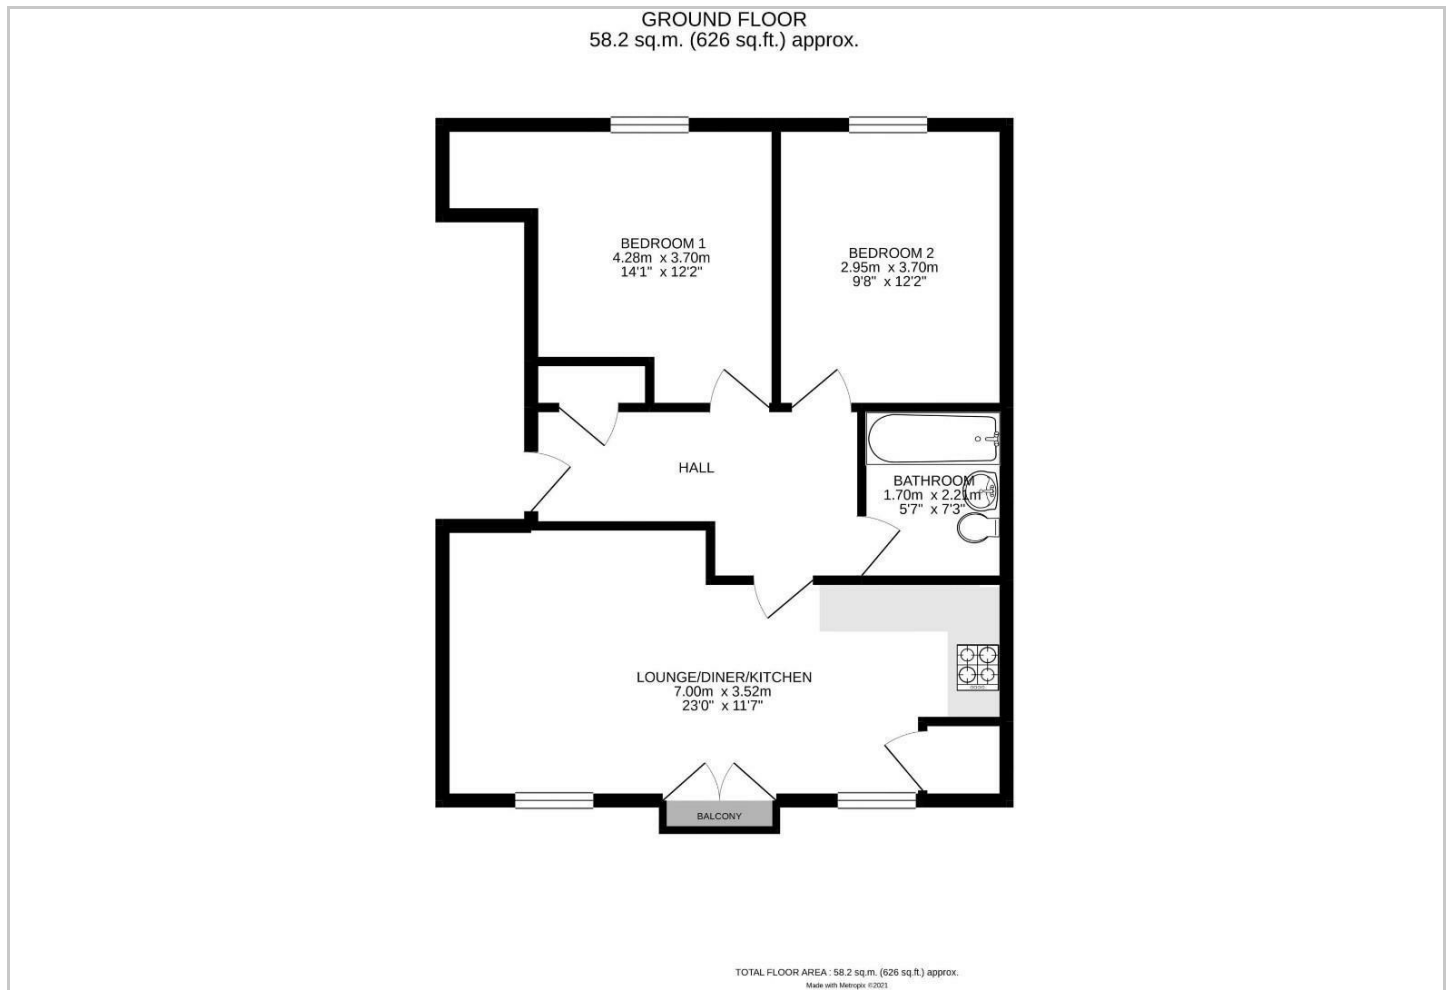 GROUND FLOOR
58.2 sq.m. (626 sq.ft.) approx.
BEDROOM 1
4.28m x 3.70m
14'1" x 12'2"
BEDROOM 2
2.95m x 3.70m
9'8" x 12'2"
HALL
BATHROOM
1.70m x 2.21m
5'7" x 7'3"
LOUNGE/DINER/KITCHEN
7.00m x 3.52m
23'0" x 11'7"
BALCONY
TOTAL FLOOR AREA : 58.2 sq.m. (626 sq.ft.) approx.
Made with Metropix ©2021